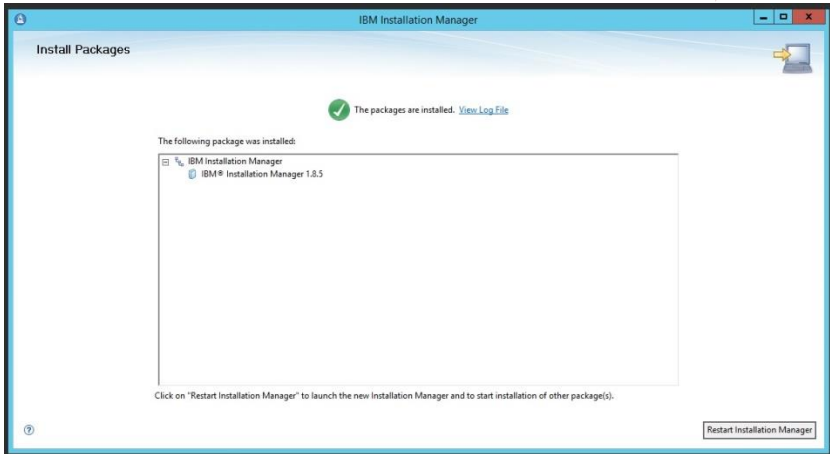 IBM Installation Manager
Install Packages
The packages are installed. View Log File
The following package was installed:
IBM Installation Manager
IBM® Installation Manager 1.8.5
Click on "Restart Installation Manager" to launch the new Installation Manager and to start installation of other package(s).
Restart Installation Manager